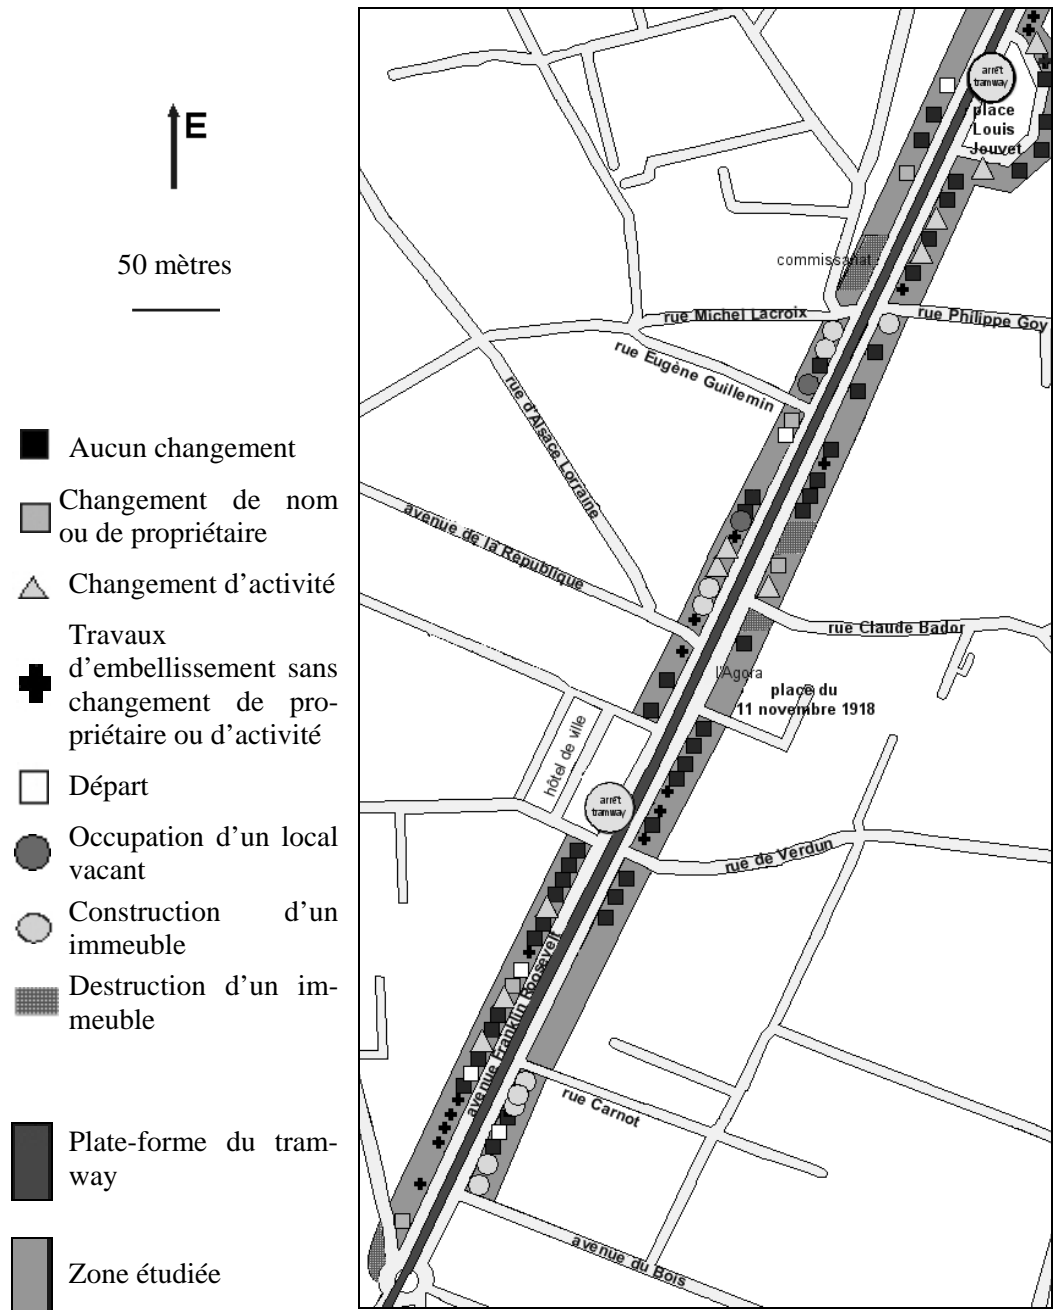 E
50 mètres
Aucun changement
Changement de nom
ou de propriétaire
Changement d'activité
Travaux
d'embellissement sans
changement de pro-
priétaire ou d'activité
Départ
Occupation d'un local
vacant
Construction d'un
immeuble
Destruction d'un im-
meuble
Plate-forme du tram-
way
Zone étudiée
arrêt
tramway
place
Louis
Jouvet
commissariat
rue Michel Lacroix
rue Philippe Goy
rue Eugène Guillemin
rue d'Alsace Lorraine
avenue de la République
rue Claude Bador
l'Agora
place du
11 novembre 1918
hôtel de ville
arrêt
tramway
rue de Verdun
avenue Franklin Roosevelt
rue Carnot
avenue du Bois